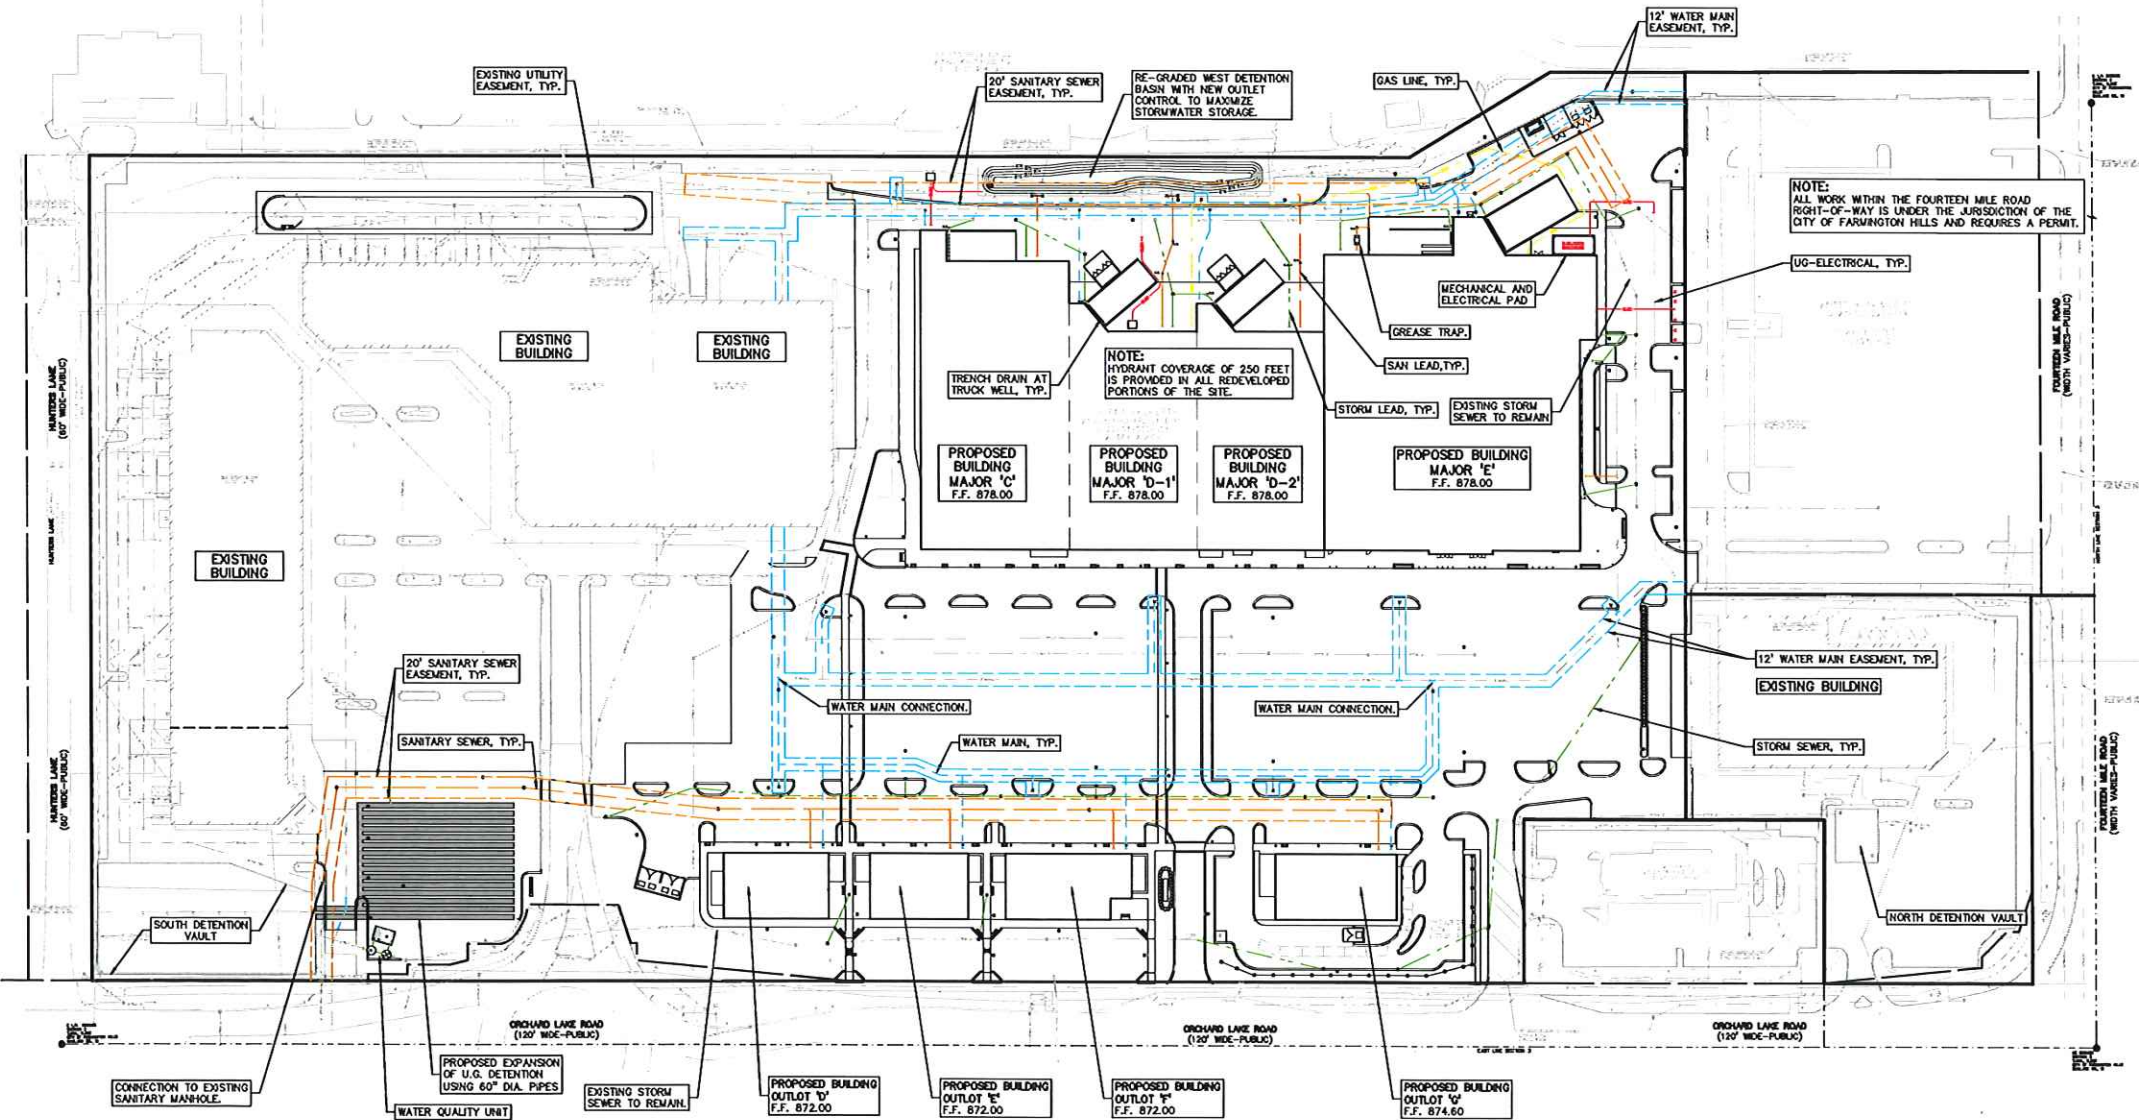 12' WATER MAIN
EASEMENT, TYP.
EXISTING UTILITY
EASEMENT, TYP.
20' SANITARY SEWER
EASEMENT, TYP.
RE-GRADED WEST DETENTION
BASIN WITH NEW OUTLET
CONTROL TO MAXIMIZE
STORMWATER STORAGE.
GAS LINE, TYP.
NOTE:
ALL WORK WITHIN THE FOURTEEN MILE ROAD
RIGHT-OF-WAY IS UNDER THE JURISDICTION OF THE
CITY OF FARMINGTON HILLS AND REQUIRES A PERMIT.
UG-ELECTRICAL, TYP.
MECHANICAL AND
ELECTRICAL PAD
GREASE TRAP.
SAN LEAD,TYP.
STORM LEAD, TYP.
EXISTING STORM
SEWER TO REMAIN
EXISTING
BUILDING
EXISTING
BUILDING
TRENCH DRAIN AT
TRUCK WELL, TYP.
NOTE:
HYDRANT COVERAGE OF 250 FEET
IS PROVIDED IN ALL REDEVELOPED
PORTIONS OF THE SITE.
HUNTERS LANE
(60' WIDE-PUBLIC)
FOURTEEN MILE ROAD
(WIDTH VARIES-PUBLIC)
PROPOSED
BUILDING
MAJOR 'C'
F.F. 878.00
PROPOSED
BUILDING
MAJOR 'D-1'
F.F. 878.00
PROPOSED
BUILDING
MAJOR 'D-2'
F.F. 878.00
PROPOSED BUILDING
MAJOR 'E'
F.F. 878.00
HUNTERS LANE
EXISTING
BUILDING
20' SANITARY SEWER
EASEMENT, TYP.
12' WATER MAIN EASEMENT, TYP.
EXISTING BUILDING
WATER MAIN CONNECTION.
WATER MAIN CONNECTION.
SANITARY SEWER, TYP.
WATER MAIN, TYP.
STORM SEWER, TYP.
HUNTERS LANE
(60' WIDE-PUBLIC)
FOURTEEN MILE ROAD
(WIDTH VARIES-PUBLIC)
SOUTH DETENTION
VAULT
NORTH DETENTION VAULT
ORCHARD LAKE ROAD
(120' WIDE-PUBLIC)
ORCHARD LAKE ROAD
(120' WIDE-PUBLIC)
ORCHARD LAKE ROAD
(120' WIDE-PUBLIC)
CONNECTION TO EXISTING
SANITARY MANHOLE.
PROPOSED EXPANSION
OF U.G. DETENTION
USING 60" DIA. PIPES
WATER QUALITY UNIT
EXISTING STORM
SEWER TO REMAIN.
PROPOSED BUILDING
OUTLOT 'D'
F.F. 872.00
PROPOSED BUILDING
OUTLOT 'E'
F.F. 872.00
PROPOSED BUILDING
OUTLOT 'F'
F.F. 872.00
PROPOSED BUILDING
OUTLOT 'G'
F.F. 874.60